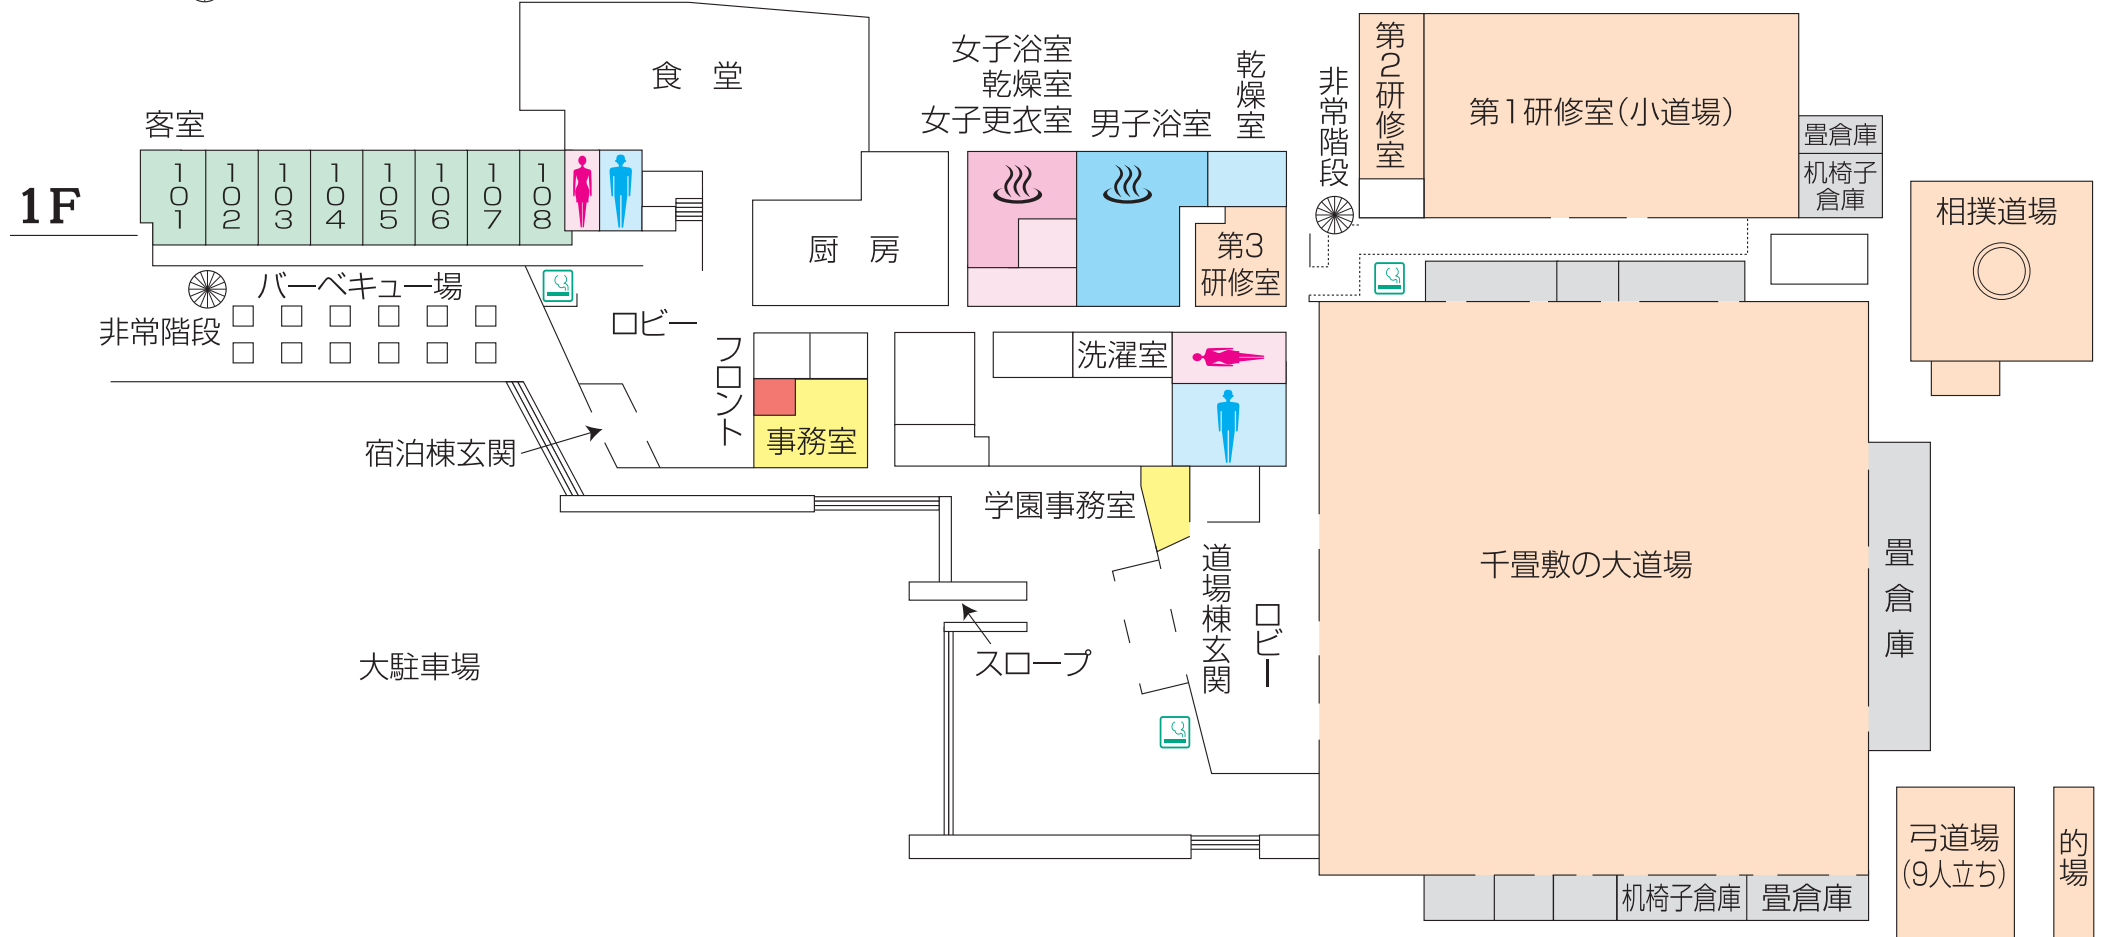 1F
客室
101
102
103
104
105
106
107
108
食 堂
厨 房
女子浴室
乾燥室
女子更衣室
男子浴室
乾燥室
非常階段
第2研修室
第1研修室(小道場)
畳倉庫
机椅子
倉庫
相撲道場
第3
研修室
バーベキュー場
非常階段
ロビー
フロント
事務室
洗濯室
宿泊棟玄関
学園事務室
道場棟玄関
ロビー
スロープ
大駐車場
千畳敷の大道場
畳倉庫
机椅子倉庫
畳倉庫
弓道場
(9人立ち)
的場